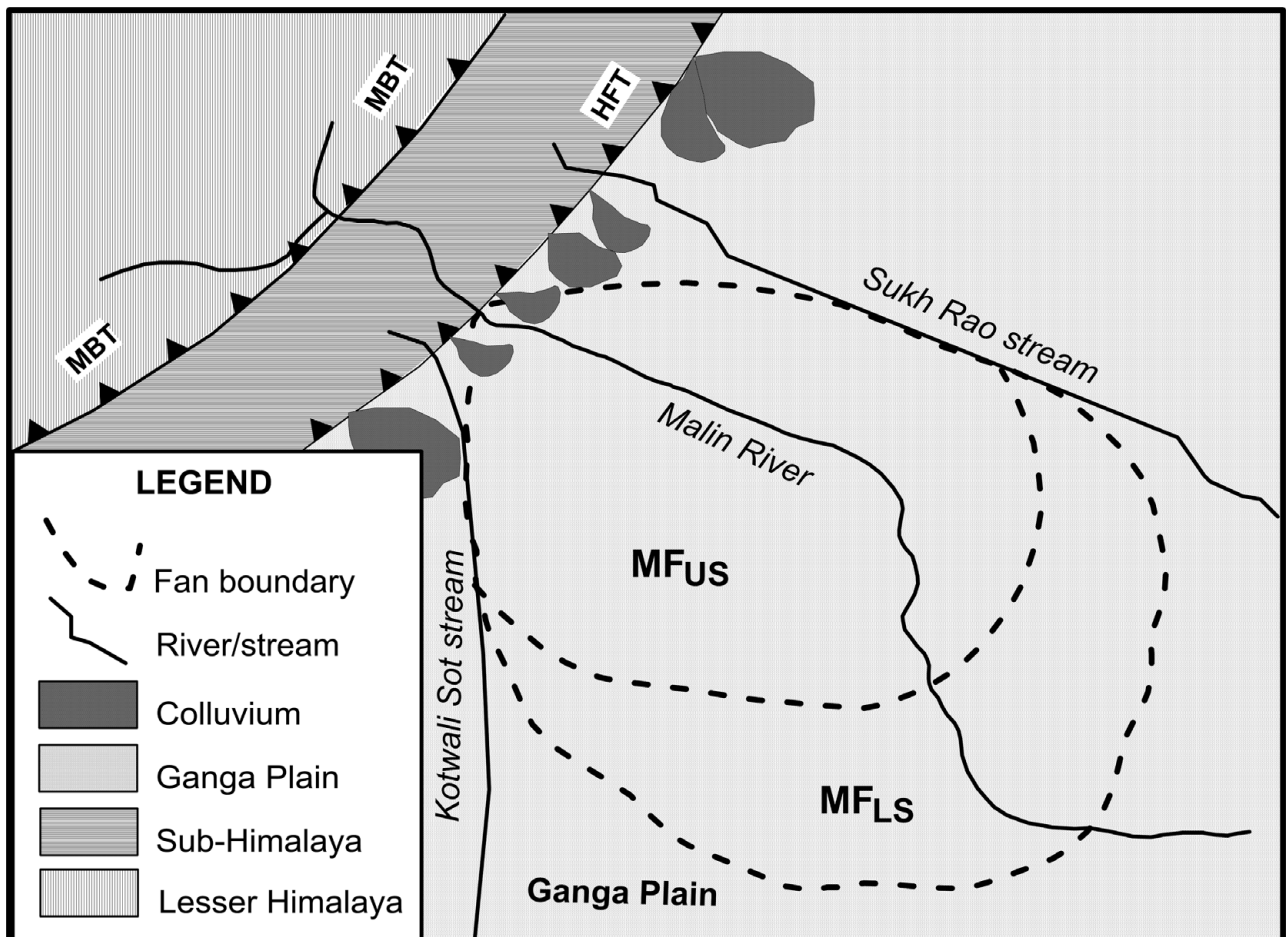 MBT
HFT
MBT
Sukh Rao stream
Malin River
MFUS
Kotwali Sot stream
MFLS
Ganga Plain
LEGEND
Fan boundary
River/stream
Colluvium
Ganga Plain
Sub-Himalaya
Lesser Himalaya